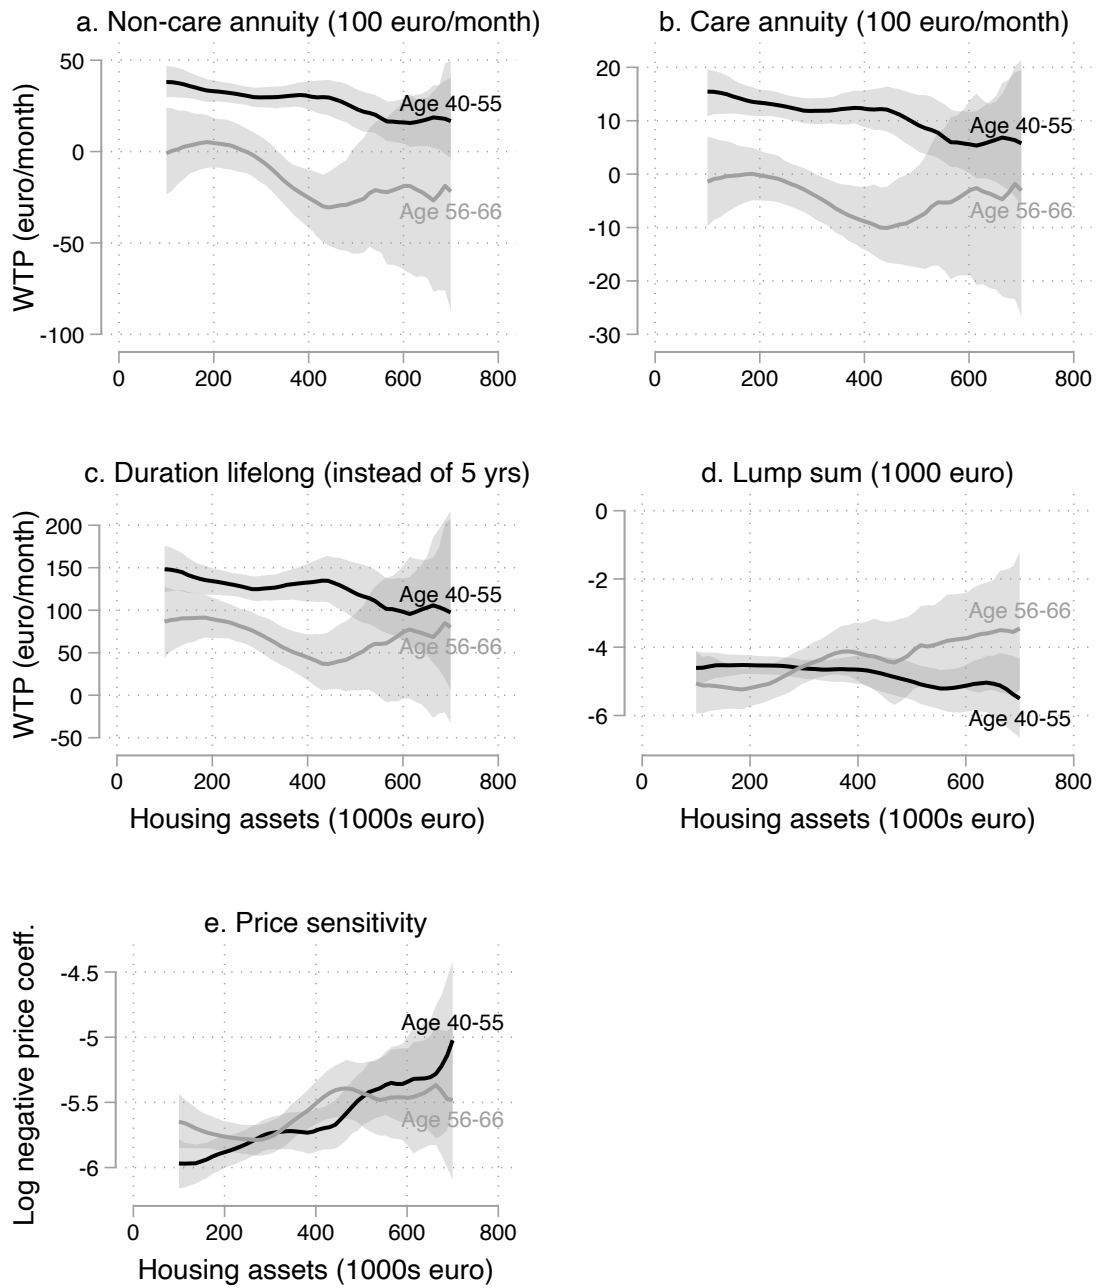 a. Non-care annuity (100 euro/month)
b. Care annuity (100 euro/month)
WTP (euro/month)
50
0
-50
-100
Age 40-55
Age 56-66
0 200 400 600 800
20
10
0
-10
-20
-30
Age 40-55
Age 56-66
0 200 400 600 800
c. Duration lifelong (instead of 5 yrs)
d. Lump sum (1000 euro)
WTP (euro/month)
200
150
100
50
0
-50
Age 40-55
Age 56-66
0 200 400 600 800
Housing assets (1000s euro)
0
-2
-4
-6
Age 56-66
Age 40-55
0 200 400 600 800
Housing assets (1000s euro)
e. Price sensitivity
Log negative price coeff.
-4.5
-5
-5.5
-6
Age 40-55
Age 56-66
0 200 400 600 800
Housing assets (1000s euro)